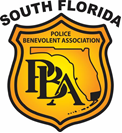 SOUTH FLORIDA
POLICE
BENEVOLENT ASSOCIATION
PBA